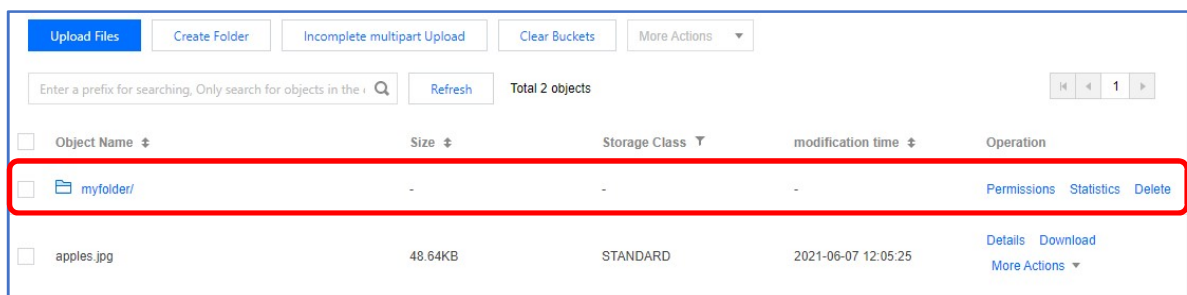 Upload Files Create Folder Incomplete multipart Upload Clear Buckets More Actions
Enter a prefix for searching, Only search for objects in the Refresh Total 2 objects 1
Object Name Size Storage Class modification time Operation
myfolder/ - - - Permissions Statistics Delete
apples.jpg 48.64KB STANDARD 2021-06-07 12:05:25 Details Download
More Actions